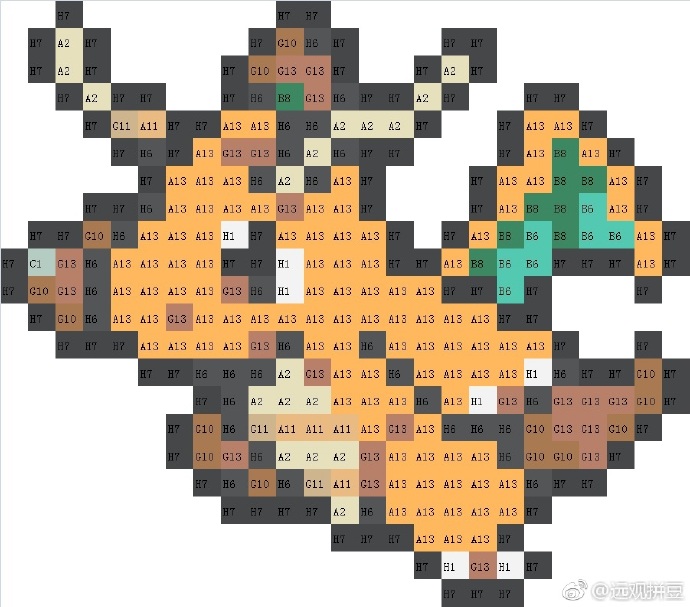 H7 H7 H7
H7 A2 H7 H7 G10 H6 H7 H7 H7
H7 A2 H7 H7 G10 G13 G13 H7 H7 A2 H7
H7 A2 H7 H7 H7 H6 B8 G13 H6 H7 H7 A2 H7 H7 H7
H7 G11 A11 H7 H7 A13 A13 H6 H6 A2 A2 A2 H7 H7 A13 A13 H7
H7 H6 H7 A13 G13 G13 H6 A2 H6 H7 H7 H7 A13 B8 A13 H7
H7 A13 A13 A13 H6 A2 H6 A13 H7 H7 A13 B8 B8 A13 H7
H7 H7 H6 A13 A13 A13 A13 G13 A13 A13 H7 H7 A13 B8 B8 B6 A13 H7
H7 H7 G10 H6 A13 A13 A13 H1 H7 A13 A13 A13 A13 H7 H7 A13 B8 B6 B8 B6 B6 A13 H7
H7 C1 G13 H6 A13 A13 A13 A13 H7 H7 H1 A13 A13 A13 H7 H7 A13 B8 B6 B6 H7 H7 H7 A13 H7
H7 G10 G13 H6 A13 A13 A13 A13 G13 H6 H1 A13 A13 A13 A13 A13 H7 H7 B6 H7 H7 H7
H7 G10 H6 A13 A13 G13 A13 A13 A13 A13 A13 A13 A13 A13 A13 A13 A13 H7 H7
H7 H7 H7 A13 A13 A13 A13 G13 H6 A13 A13 A13 H6 A13 A13 A13 A13 A13 A13 H7 H7
H7 H7 H6 H6 H6 A2 G13 A13 A13 H6 A13 A13 A13 A13 H1 H6 H7 H7 G10 H7
H7 H6 A2 A2 A2 A13 A13 A13 H6 A13 H1 G13 H6 G13 G13 G13 G10 H7
H7 G10 H6 G11 A11 A11 A11 A13 G13 A13 H6 H6 H6 G10 G13 G13 G10 H7
H7 G10 G13 H6 A2 A2 A2 G13 A13 A13 A13 A13 H6 G10 G10 G13 H7
H7 H6 G10 H6 G11 A11 G13 A13 A13 A13 A13 A13 H7 H7 H7
H7 H7 H7 H7 A2 H6 A13 A13 A13 A13 A13 H7
H7 H7 H7 A13 A13 A13 H7
H7 H1 G13 H1 H7
H7 H7 H7
@远观拼豆